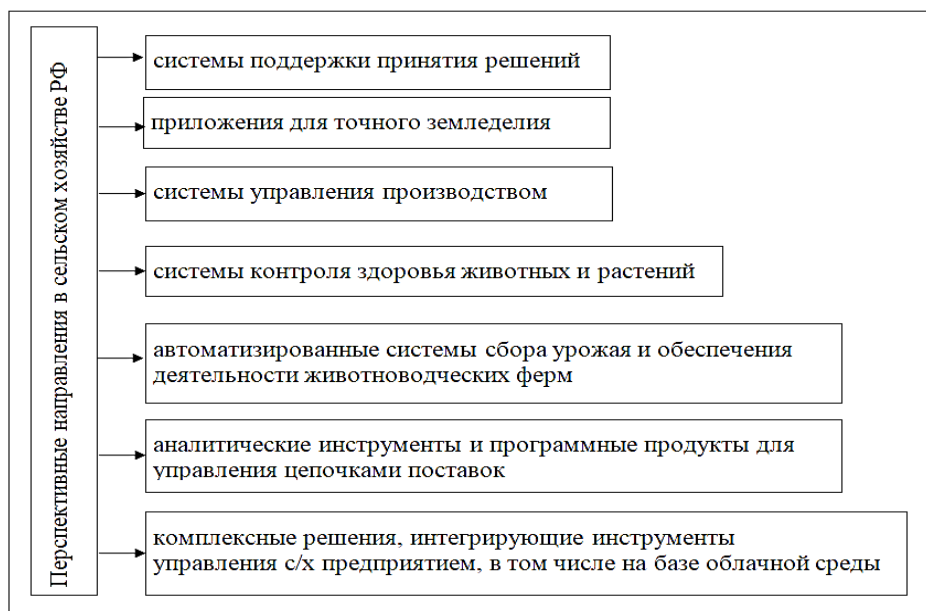 Перспективные направления в сельском хозяйстве РФ
системы поддержки принятия решений
приложения для точного земледелия
системы управления производством
системы контроля здоровья животных и растений
автоматизированные системы сбора урожая и обеспечения
деятельности животноводческих ферм
аналитические инструменты и программные продукты для
управления цепочками поставок
комплексные решения, интегрирующие инструменты
управления с/х предприятием, в том числе на базе облачной среды